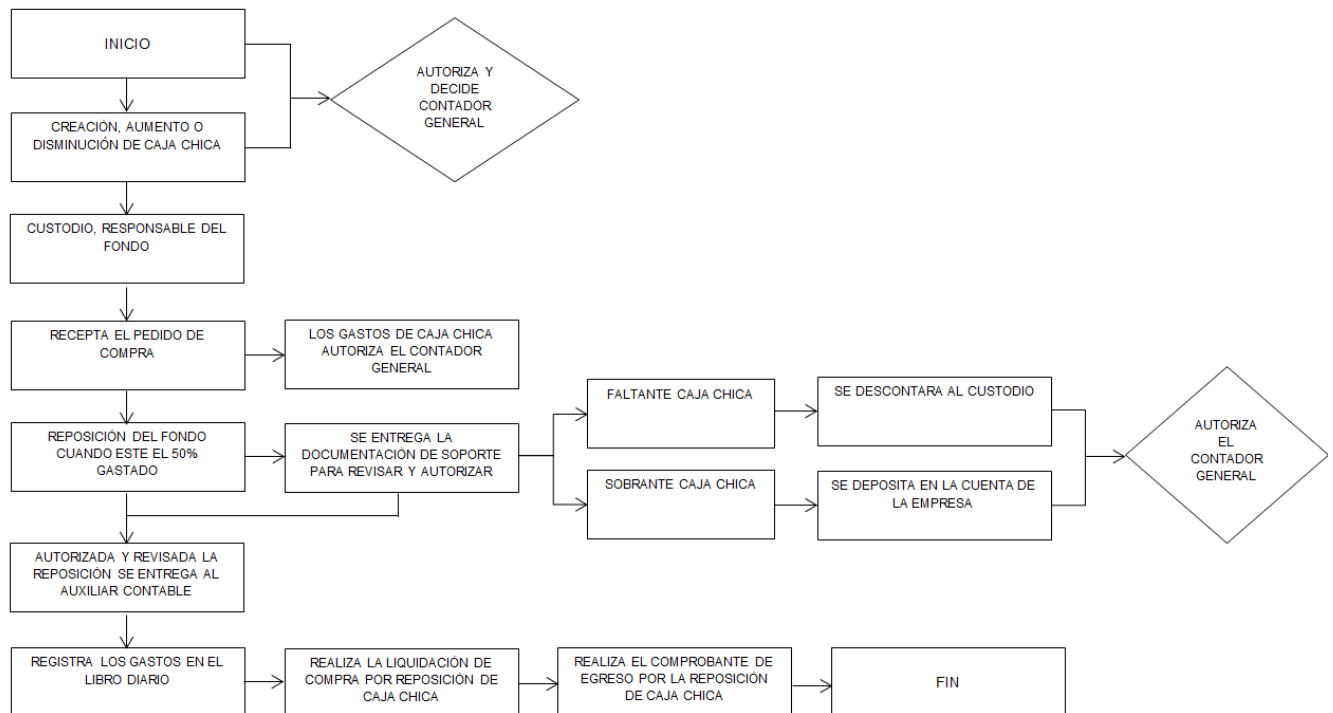 INICIO
AUTORIZA Y
DECIDE
CONTADOR
GENERAL
CREACIÓN, AUMENTO O
DISMINUCIÓN DE CAJA CHICA
CUSTODIO, RESPONSABLE DEL
FONDO
RECEPTA EL PEDIDO DE
COMPRA
LOS GASTOS DE CAJA CHICA
AUTORIZA EL CONTADOR
GENERAL
REPOSICIÓN DEL FONDO
CUANDO ESTE EL 50%
GASTADO
SE ENTREGA LA
DOCUMENTACIÓN DE SOPORTE
PARA REVISAR Y AUTORIZAR
FALTANTE CAJA CHICA
SE DESCONTARA AL CUSTODIO
SOBRANTE CAJA CHICA
SE DEPOSITA EN LA CUENTA DE
LA EMPRESA
AUTORIZA
EL
CONTADOR
GENERAL
AUTORIZADA Y REVISADA LA
REPOSICIÓN SE ENTREGA AL
AUXILIAR CONTABLE
REGISTRA LOS GASTOS EN EL
LIBRO DIARIO
REALIZA LA LIQUIDACIÓN DE
COMPRA POR REPOSICIÓN DE
CAJA CHICA
REALIZA EL COMPROBANTE DE
EGRESO POR LA REPOSICIÓN
DE CAJA CHICA
FIN